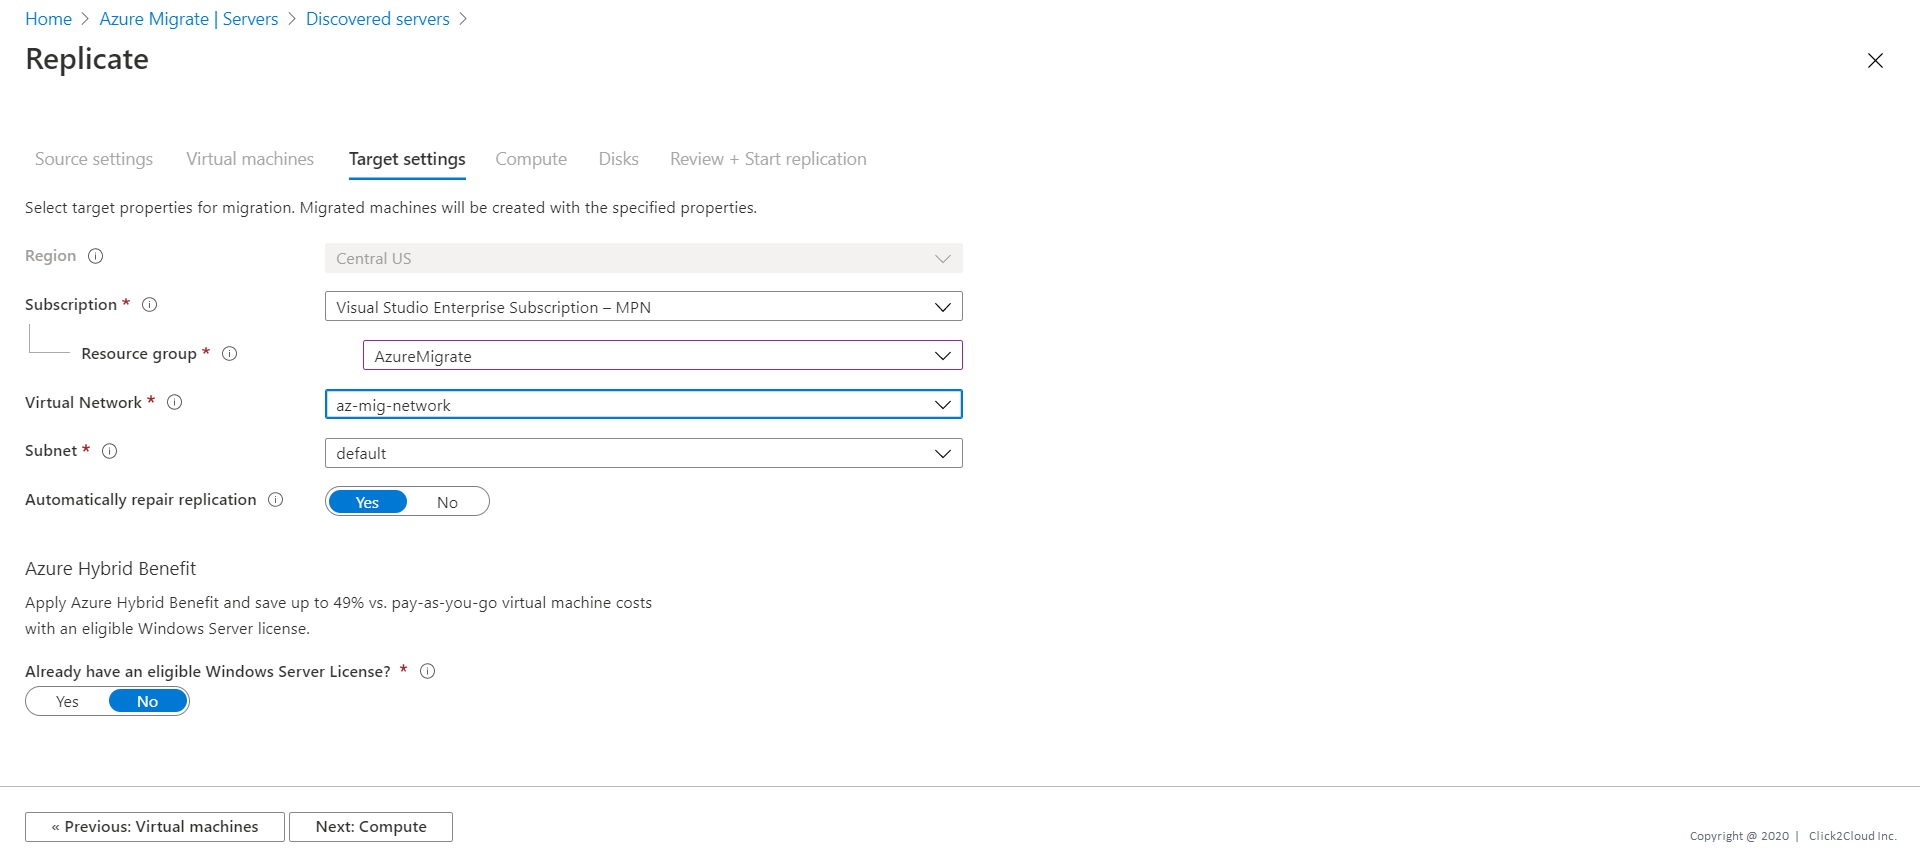 Home > Azure Migrate | Servers > Discovered servers >
Replicate
Source settings Virtual machines Target settings Compute Disks Review + Start replication
Select target properties for migration. Migrated machines will be created with the specified properties.
Region Central US
Subscription * Visual Studio Enterprise Subscription – MPN
Resource group * AzureMigrate
Virtual Network * az-mig-network
Subnet * default
Automatically repair replication Yes No
Azure Hybrid Benefit
Apply Azure Hybrid Benefit and save up to 49% vs. pay-as-you-go virtual machine costs
with an eligible Windows Server license.
Already have an eligible Windows Server License? *
Yes No
« Previous: Virtual machines Next: Compute
Copyright @ 2020 | Click2Cloud Inc.